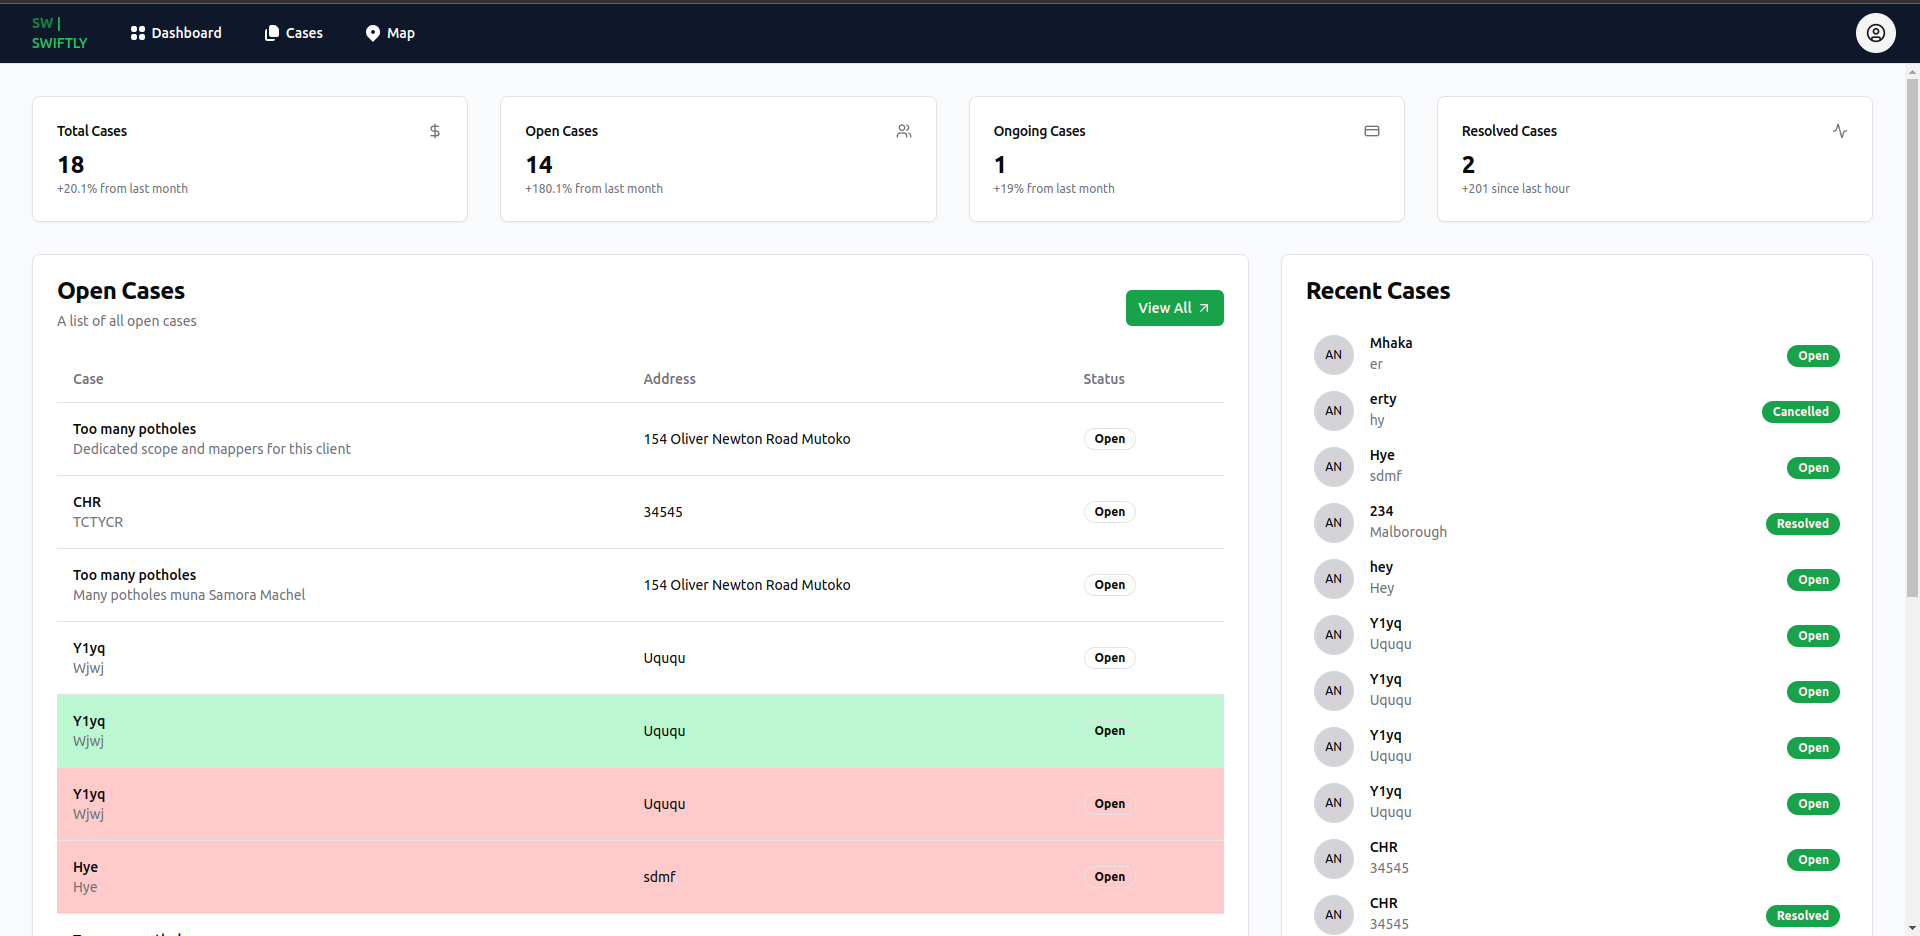 SW |
SWIFTLY
Dashboard
Cases
Map
Total Cases
18
+20.1% from last month
Open Cases
14
+180.1% from last month
Ongoing Cases
1
+19% from last month
Resolved Cases
2
+201 since last hour
Open Cases
A list of all open cases
View All
Case Address Status
Too many potholes
Dedicated scope and mappers for this client
154 Oliver Newton Road Mutoko
Open
CHR
TCTYCR
34545
Open
Too many potholes
Many potholes muna Samora Machel
154 Oliver Newton Road Mutoko
Open
Y1yq
Wjwj
Uququ
Open
Y1yq
Wjwj
Uququ
Open
Y1yq
Wjwj
Uququ
Open
Hye
Hye
sdmf
Open
Recent Cases
AN
Mhaka
er
Open
AN
erty
hy
Cancelled
AN
Hye
sdmf
Open
AN
234
Malborough
Resolved
AN
hey
Hey
Open
AN
Y1yq
Uququ
Open
AN
Y1yq
Uququ
Open
AN
Y1yq
Uququ
Open
AN
Y1yq
Uququ
Open
AN
CHR
34545
Open
AN
CHR
34545
Resolved